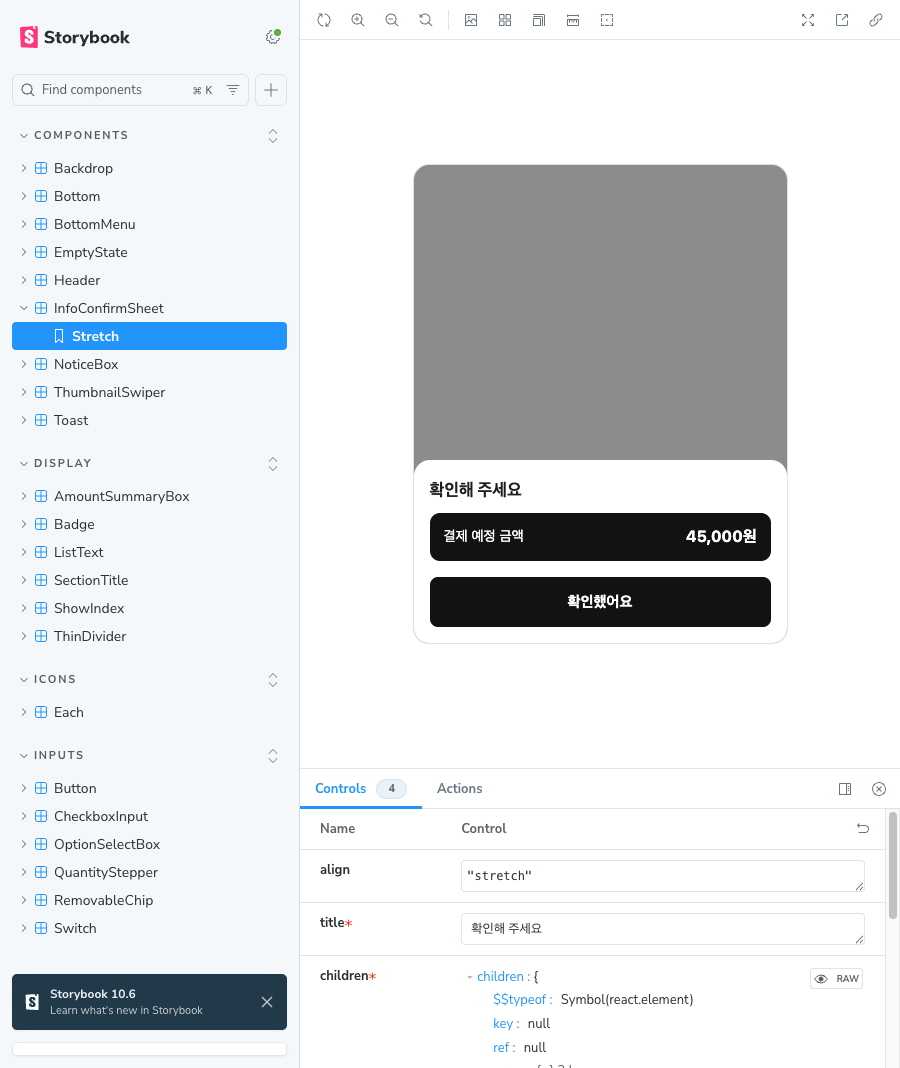 Storybook
Find components
⌘ K
COMPONENTS
Backdrop
Bottom
BottomMenu
EmptyState
Header
InfoConfirmSheet
Stretch
NoticeBox
ThumbnailSwiper
Toast
DISPLAY
AmountSummaryBox
Badge
ListText
SectionTitle
ShowIndex
ThinDivider
ICONS
Each
INPUTS
Button
CheckboxInput
OptionSelectBox
QuantityStepper
RemovableChip
Switch
Storybook 10.6
Learn what's new in Storybook
확인해 주세요
결제 예정 금액 45,000원
확인했어요
Controls 4 Actions
Name Control
align "stretch"
title* 확인해 주세요
children* children : {
RAW
$$typeof : Symbol(react.element)
key : null
ref : null